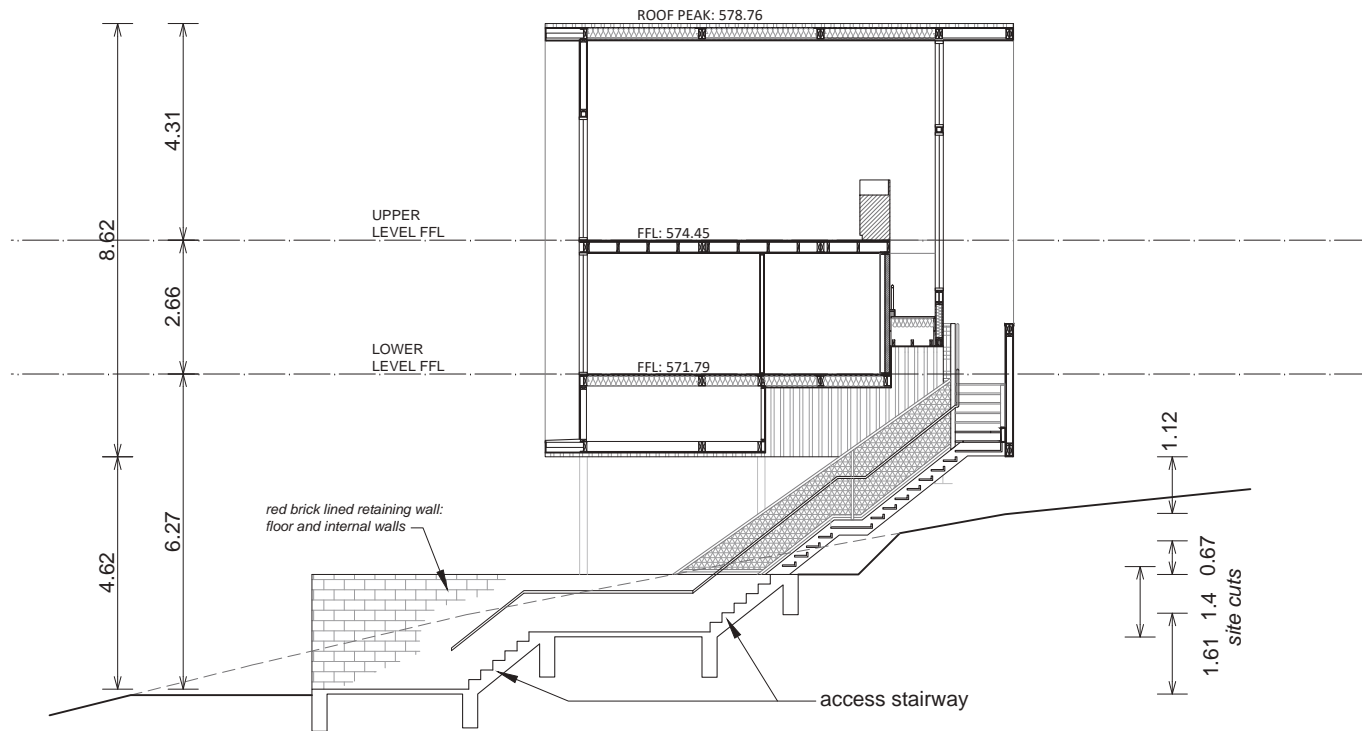 ROOF PEAK: 578.76
4.31
8.62
UPPER
LEVEL FFL
FFL: 574.45
2.66
LOWER
LEVEL FFL
FFL: 571.79
1.12
red brick lined retaining wall:
floor and internal walls
6.27
4.62
0.67
1.4
1.61
site cuts
access stairway